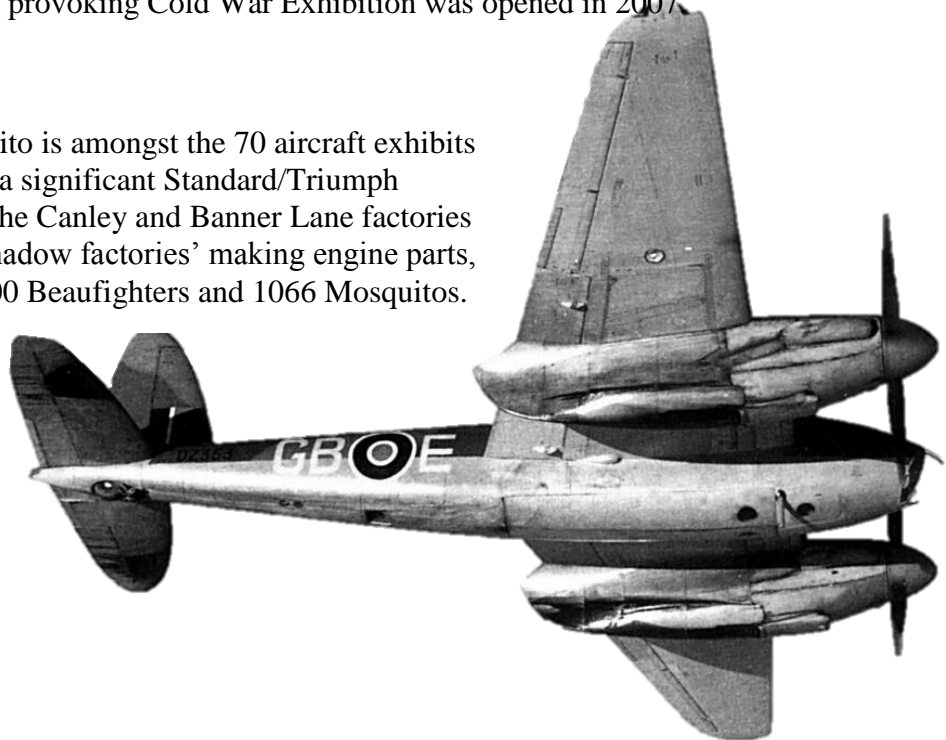 provoking Cold War Exhibition was opened in 2007
ito is amongst the 70 aircraft exhibits
a significant Standard/Triumph
he Canley and Banner Lane factories
hadow factories’ making engine parts,
00 Beaufighters and 1066 Mosquitos.
DZ353 GB E